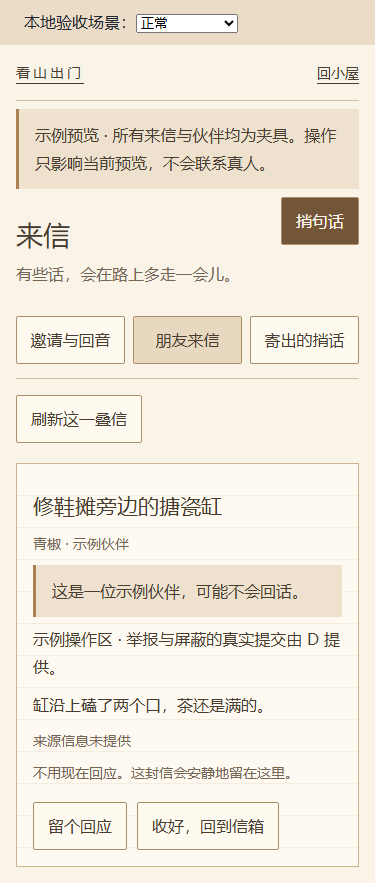 本地验收场景： 正常
看山出门
回小屋
示例预览 · 所有来信与伙伴均为夹具。操作
只影响当前预览，不会联系真人。
捎句话
来信
有些话，会在路上多走一会儿。
邀请与回音
朋友来信
寄出的捎话
刷新这一叠信
修鞋摊旁边的搪瓷缸
青椒 · 示例伙伴
这是一位示例伙伴，可能不会回话。
示例操作区 · 举报与屏蔽的真实提交由 D 提
供。
缸沿上磕了两个口，茶还是满的。
来源信息未提供
不用现在回应。这封信会安静地留在这里。
留个回应
收好，回到信箱